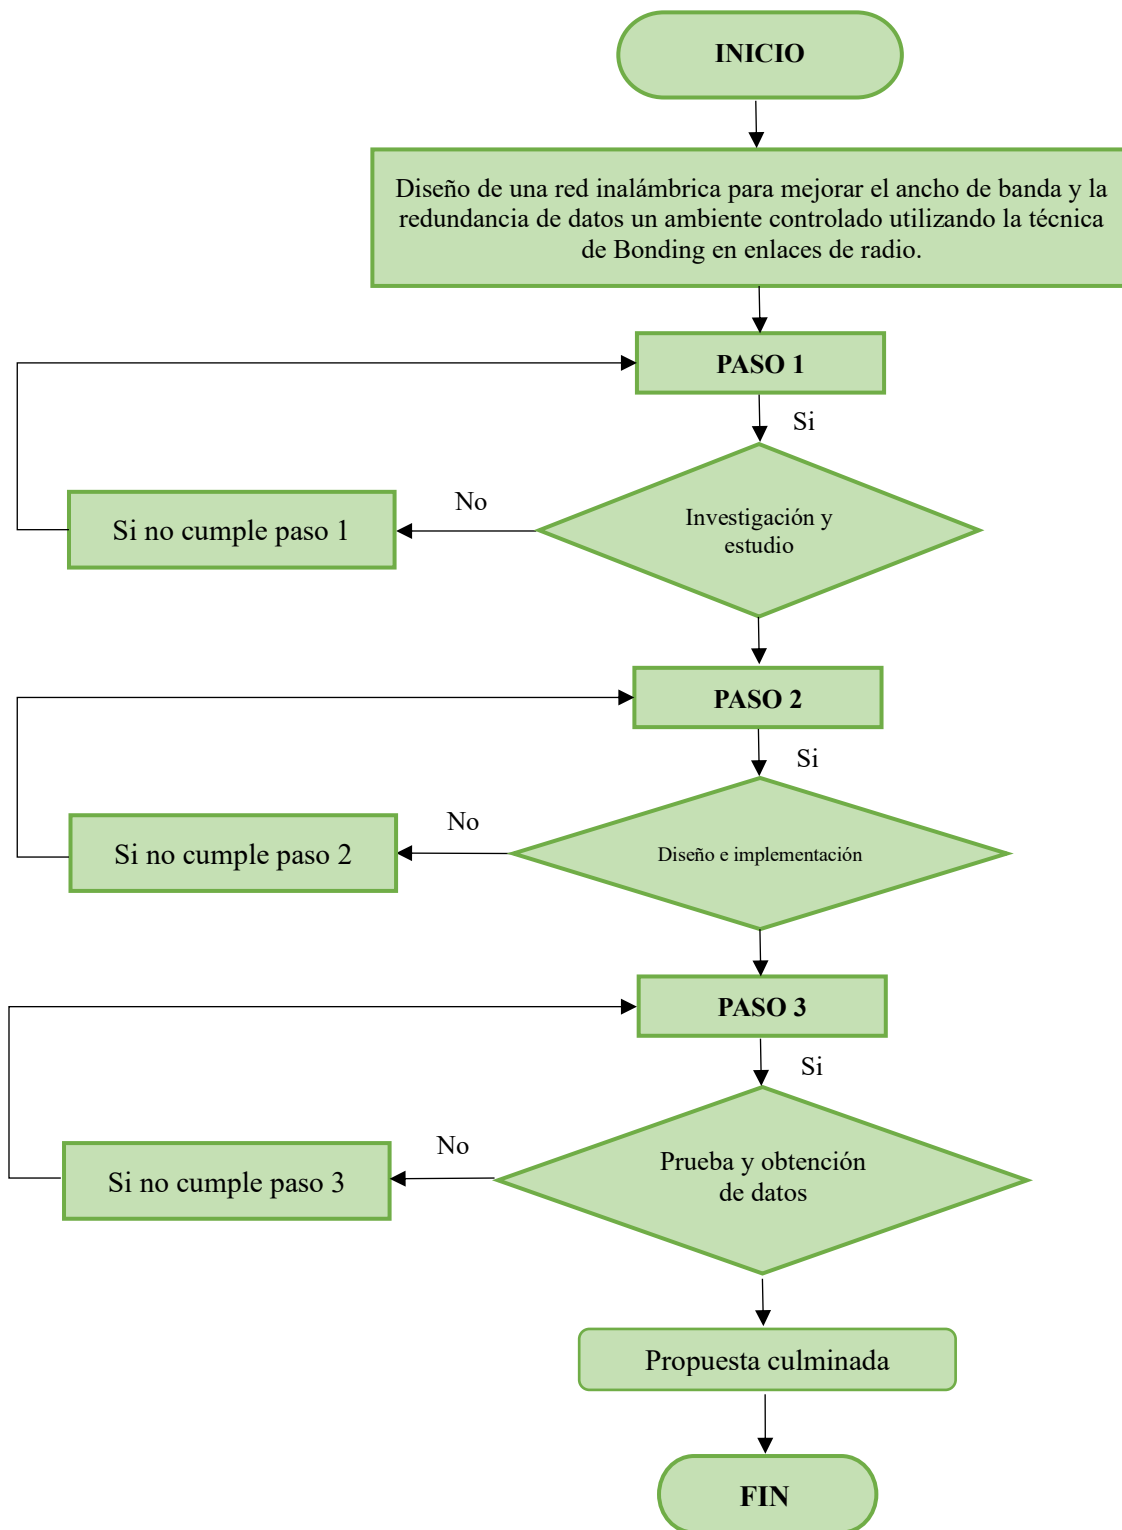 INICIO
Diseño de una red inalámbrica para mejorar el ancho de banda y la
redundancia de datos un ambiente controlado utilizando la técnica
de Bonding en enlaces de radio.
PASO 1
Si
Investigación y
estudio
No
Si no cumple paso 1
PASO 2
Si
Diseño e implementación
No
Si no cumple paso 2
PASO 3
Si
Prueba y obtención
de datos
No
Si no cumple paso 3
Propuesta culminada
FIN